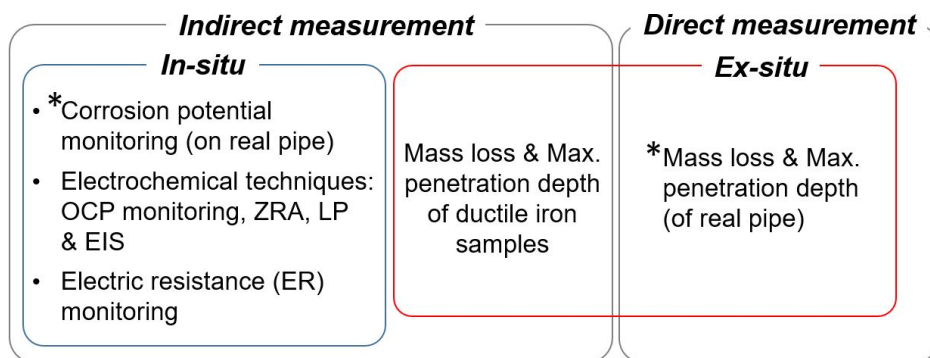 Indirect measurement
Direct measurement
In-situ
Ex-situ
• *Corrosion potential
monitoring (on real pipe)
• Electrochemical techniques:
OCP monitoring, ZRA, LP
& EIS
• Electric resistance (ER)
monitoring
Mass loss & Max.
penetration depth
of ductile iron
samples
*Mass loss & Max.
penetration depth
(of real pipe)